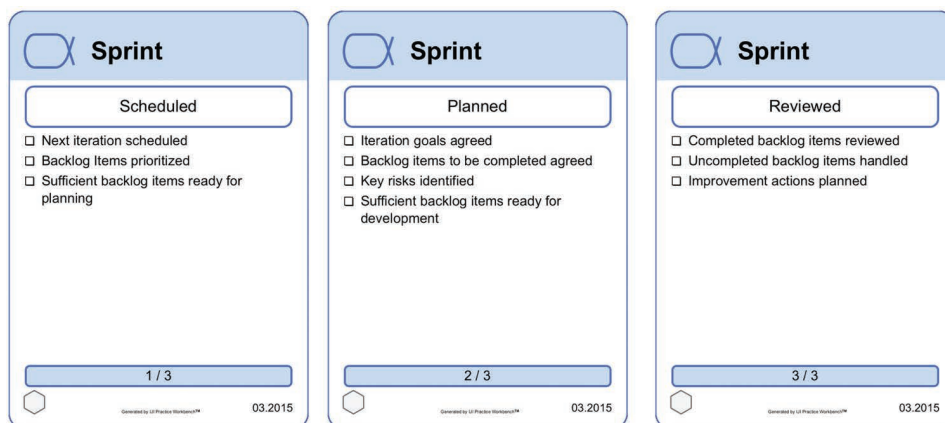 Sprint
Scheduled
❑ Next iteration scheduled
❑ Backlog Items prioritized
❑ Sufficient backlog items ready for
planning
1 / 3
Generated by UI Practice Workbench™
03.2015
Sprint
Planned
❑ Iteration goals agreed
❑ Backlog items to be completed agreed
❑ Key risks identified
❑ Sufficient backlog items ready for
development
2 / 3
Generated by UI Practice Workbench™
03.2015
Sprint
Reviewed
❑ Completed backlog items reviewed
❑ Uncompleted backlog items handled
❑ Improvement actions planned
3 / 3
Generated by UI Practice Workbench™
03.2015